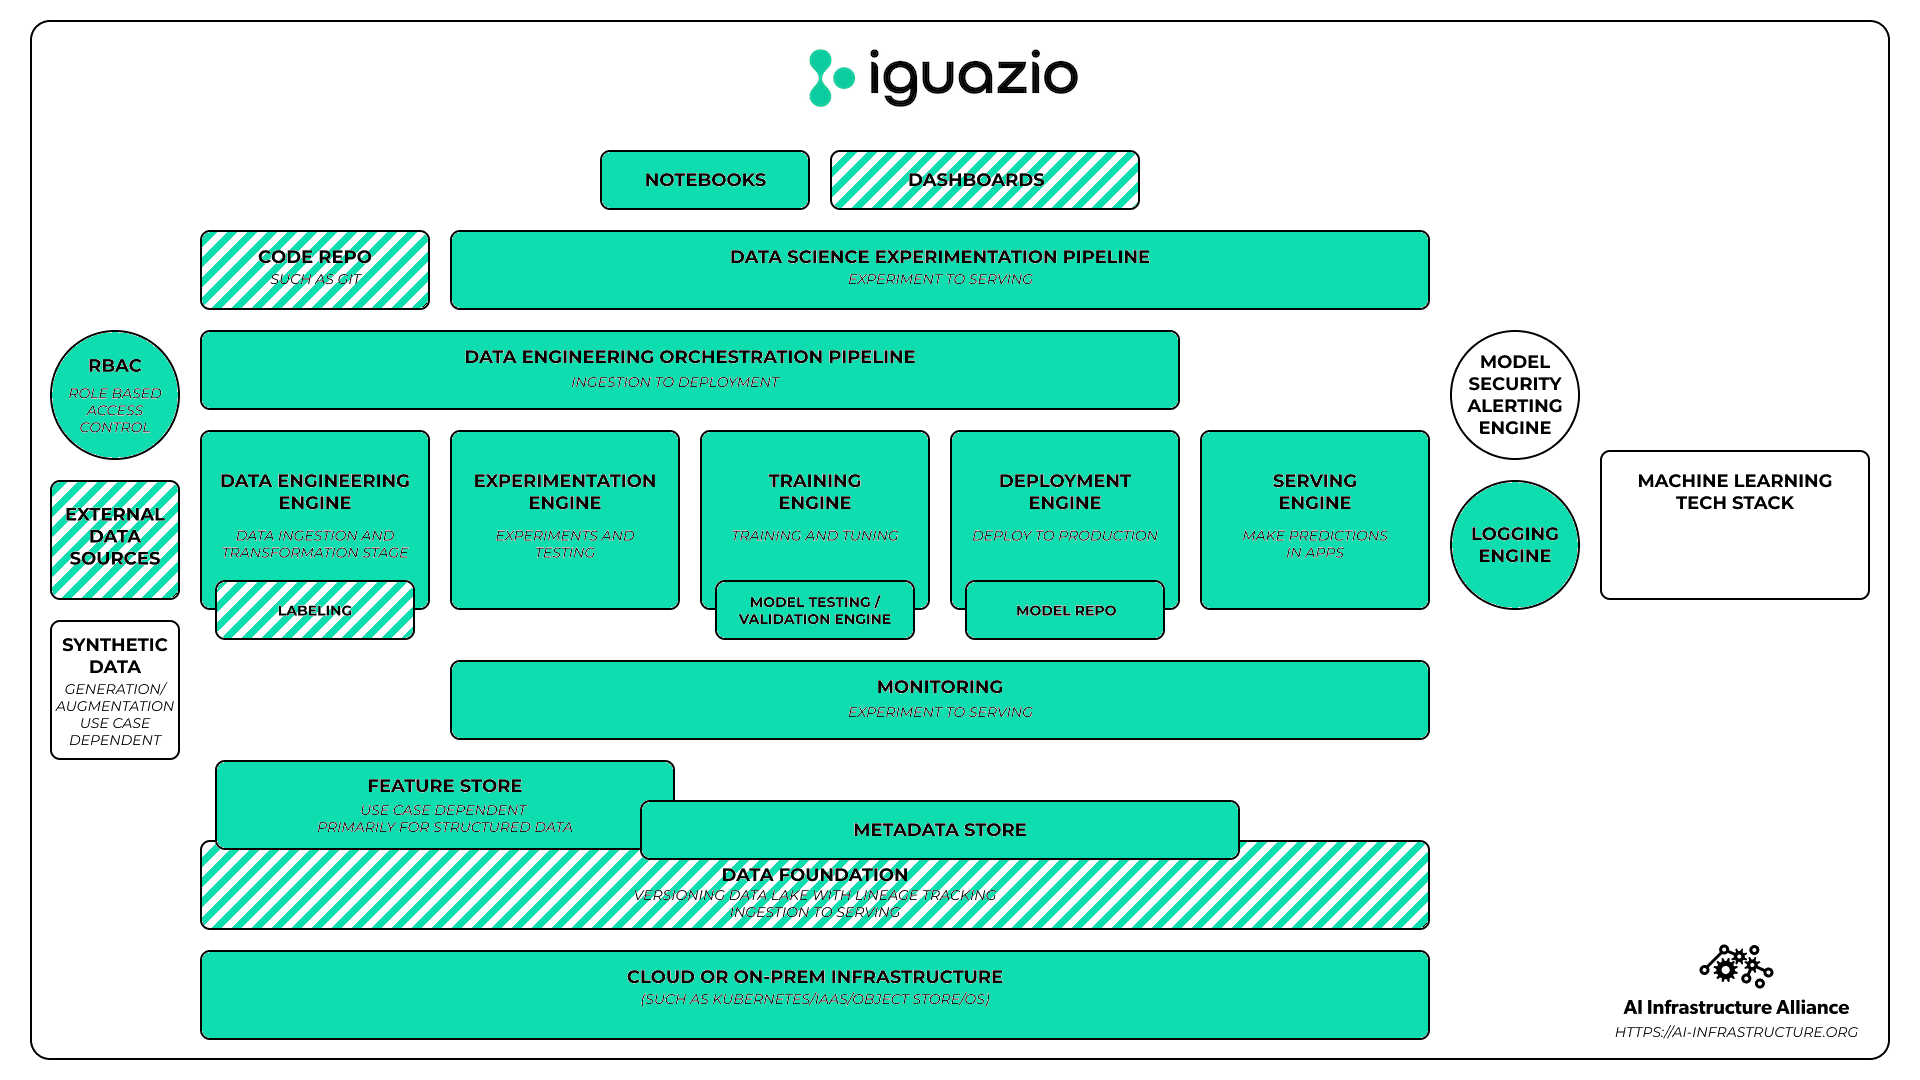 iguazio
NOTEBOOKS
DASHBOARDS
CODE REPO
SUCH AS GIT
DATA SCIENCE EXPERIMENTATION PIPELINE
EXPERIMENT TO SERVING
RBAC
ROLE BASED
ACCESS
CONTROL
DATA ENGINEERING ORCHESTRATION PIPELINE
INGESTION TO DEPLOYMENT
MODEL
SECURITY
ALERTING
ENGINE
EXTERNAL
DATA
SOURCES
DATA ENGINEERING
ENGINE
DATA INGESTION AND
TRANSFORMATION STAGE
LABELING
EXPERIMENTATION
ENGINE
EXPERIMENTS AND
TESTING
TRAINING
ENGINE
TRAINING AND TUNING
MODEL TESTING /
VALIDATION ENGINE
DEPLOYMENT
ENGINE
DEPLOY TO PRODUCTION
MODEL REPO
SERVING
ENGINE
MAKE PREDICTIONS
IN APPS
LOGGING
ENGINE
MACHINE LEARNING
TECH STACK
SYNTHETIC
DATA
GENERATION/
AUGMENTATION
USE CASE
DEPENDENT
MONITORING
EXPERIMENT TO SERVING
FEATURE STORE
USE CASE DEPENDENT
PRIMARILY FOR STRUCTURED DATA
METADATA STORE
DATA FOUNDATION
VERSIONING DATA LAKE WITH LINEAGE TRACKING
INGESTION TO SERVING
CLOUD OR ON-PREM INFRASTRUCTURE
(SUCH AS KUBERNETES/IAAS/OBJECT STORE/OS)
AI Infrastructure Alliance
HTTPS://AI-INFRASTRUCTURE.ORG